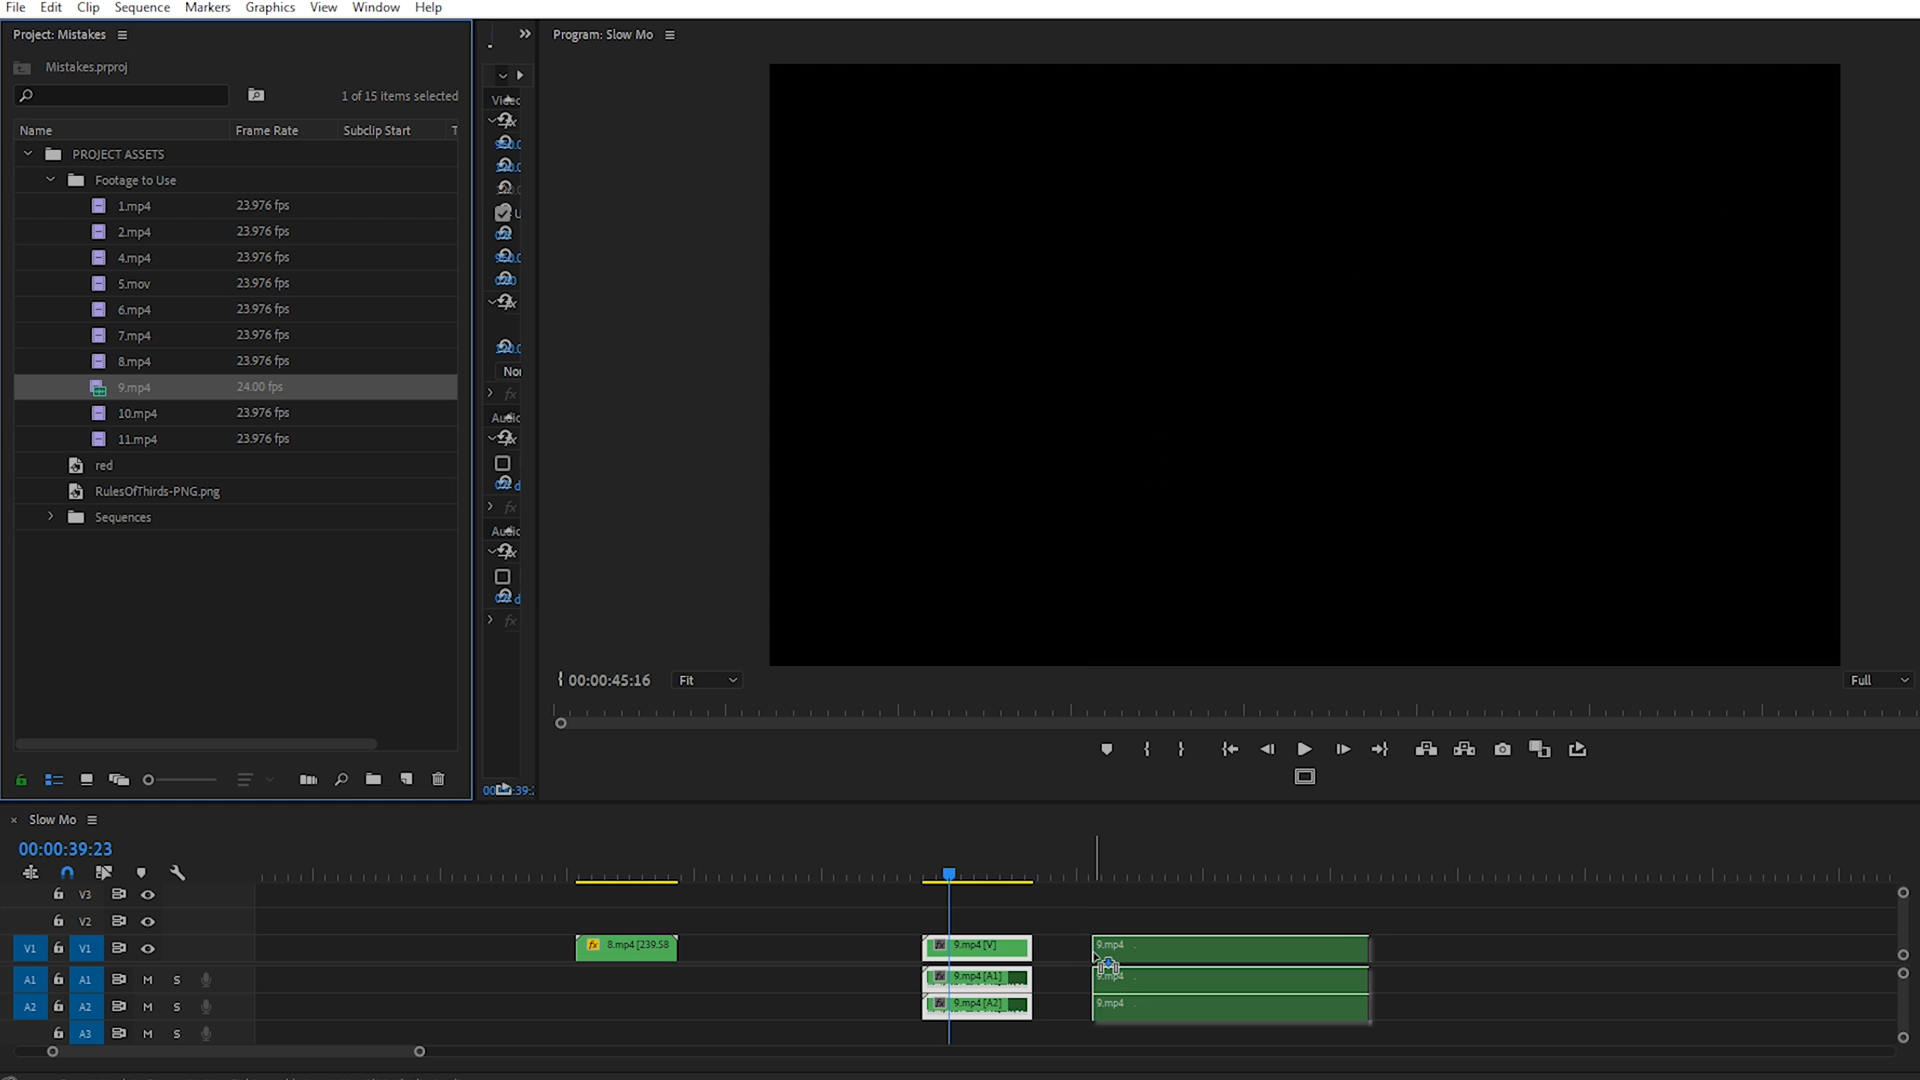 File Edit Clip Sequence Markers Graphics View Window Help
Project: Mistakes
Program: Slow Mo
Mistakes.prproj
1 of 15 items selected
Name Frame Rate Subclip Start T
PROJECT ASSETS
Footage to Use
1.mp4 23.976 fps
2.mp4 23.976 fps
4.mp4 23.976 fps
5.mov 23.976 fps
6.mp4 23.976 fps
7.mp4 23.976 fps
8.mp4 23.976 fps
9.mp4 24.00 fps
10.mp4 23.976 fps
11.mp4 23.976 fps
red
RulesOfThirds-PNG.png
Sequences
00:00:45:16 Fit Full
Slow Mo
00:00:39:23
V3
V2
V1 V1 8.mp4 [239.58 9.mp4 [V] 9.mp4
A1 A1 M S 9.mp4 [A1] 9.mp4
A2 A2 M S 9.mp4 [A2] 9.mp4
A3 M S